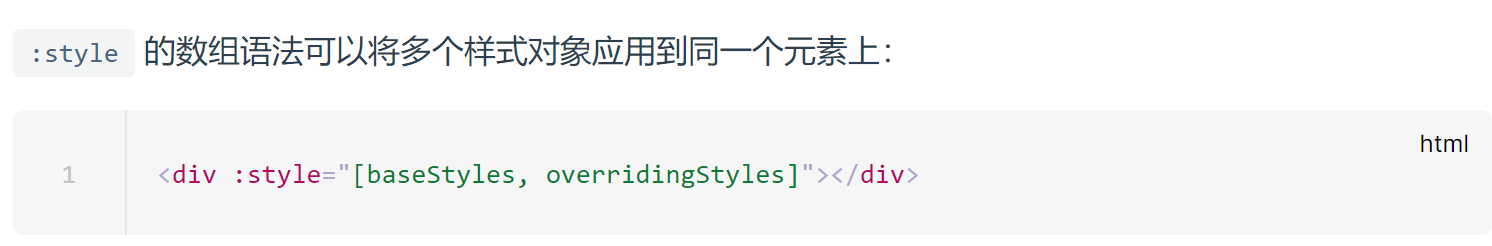 :style 的数组语法可以将多个样式对象应用到同一个元素上：
html
1 <div :style="[baseStyles, overridingStyles]"></div>